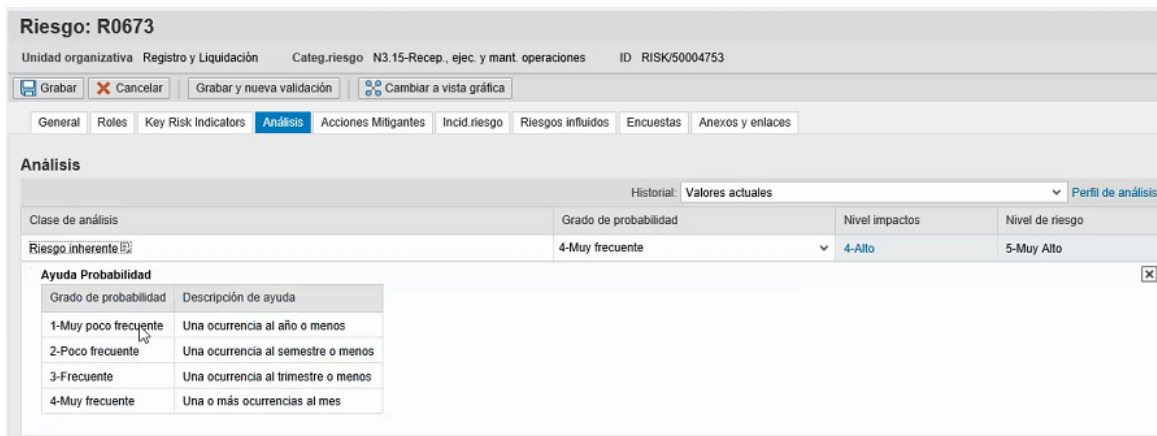 Riesgo: R0673
Unidad organizativa Registro y Liquidación Categ.riesgo N3.15-Recep., ejec. y mant. operaciones ID RISK/50004753
Grabar Cancelar Grabar y nueva validación Cambiar a vista gráfica
General Roles Key Risk Indicators Análisis Acciones Mitigantes Incid.riesgo Riesgos influidos Encuestas Anexos y enlaces
Análisis
Historial: Valores actuales Perfil de análisis
Clase de análisis Grado de probabilidad Nivel impactos Nivel de riesgo
Riesgo inherente 4-Muy frecuente 4-Alto 5-Muy Alto
Ayuda Probabilidad
Grado de probabilidad Descripción de ayuda
1-Muy poco frecuente Una ocurrencia al año o menos
2-Poco frecuente Una ocurrencia al semestre o menos
3-Frecuente Una ocurrencia al trimestre o menos
4-Muy frecuente Una o más ocurrencias al mes